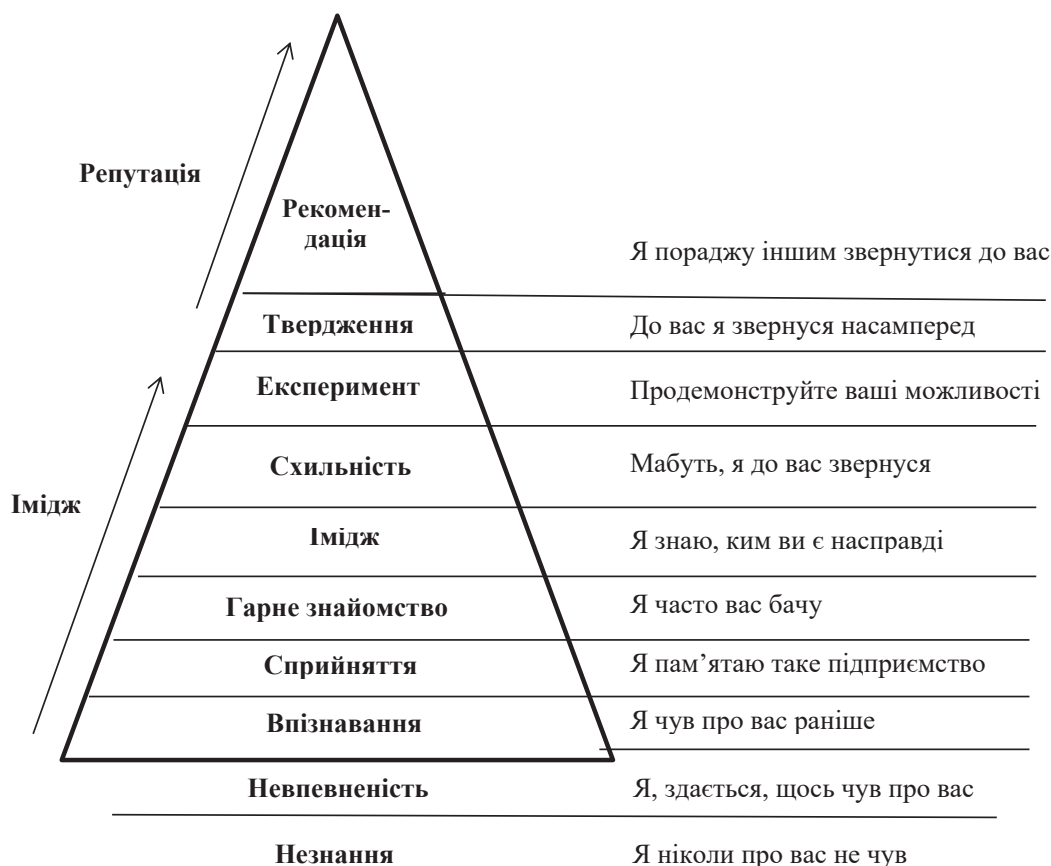 Репутація
Рекомен-
дація
Я пораджу іншим звернутися до вас
Твердження
До вас я звернуся насамперед
Експеримент
Продемонструйте ваші можливості
Схильність
Мабуть, я до вас звернуся
Імідж
Імідж
Я знаю, ким ви є насправді
Гарне знайомство
Я часто вас бачу
Сприйняття
Я пам’ятаю таке підприємство
Впізнавання
Я чув про вас раніше
Невпевненість
Я, здається, щось чув про вас
Незнання
Я ніколи про вас не чув